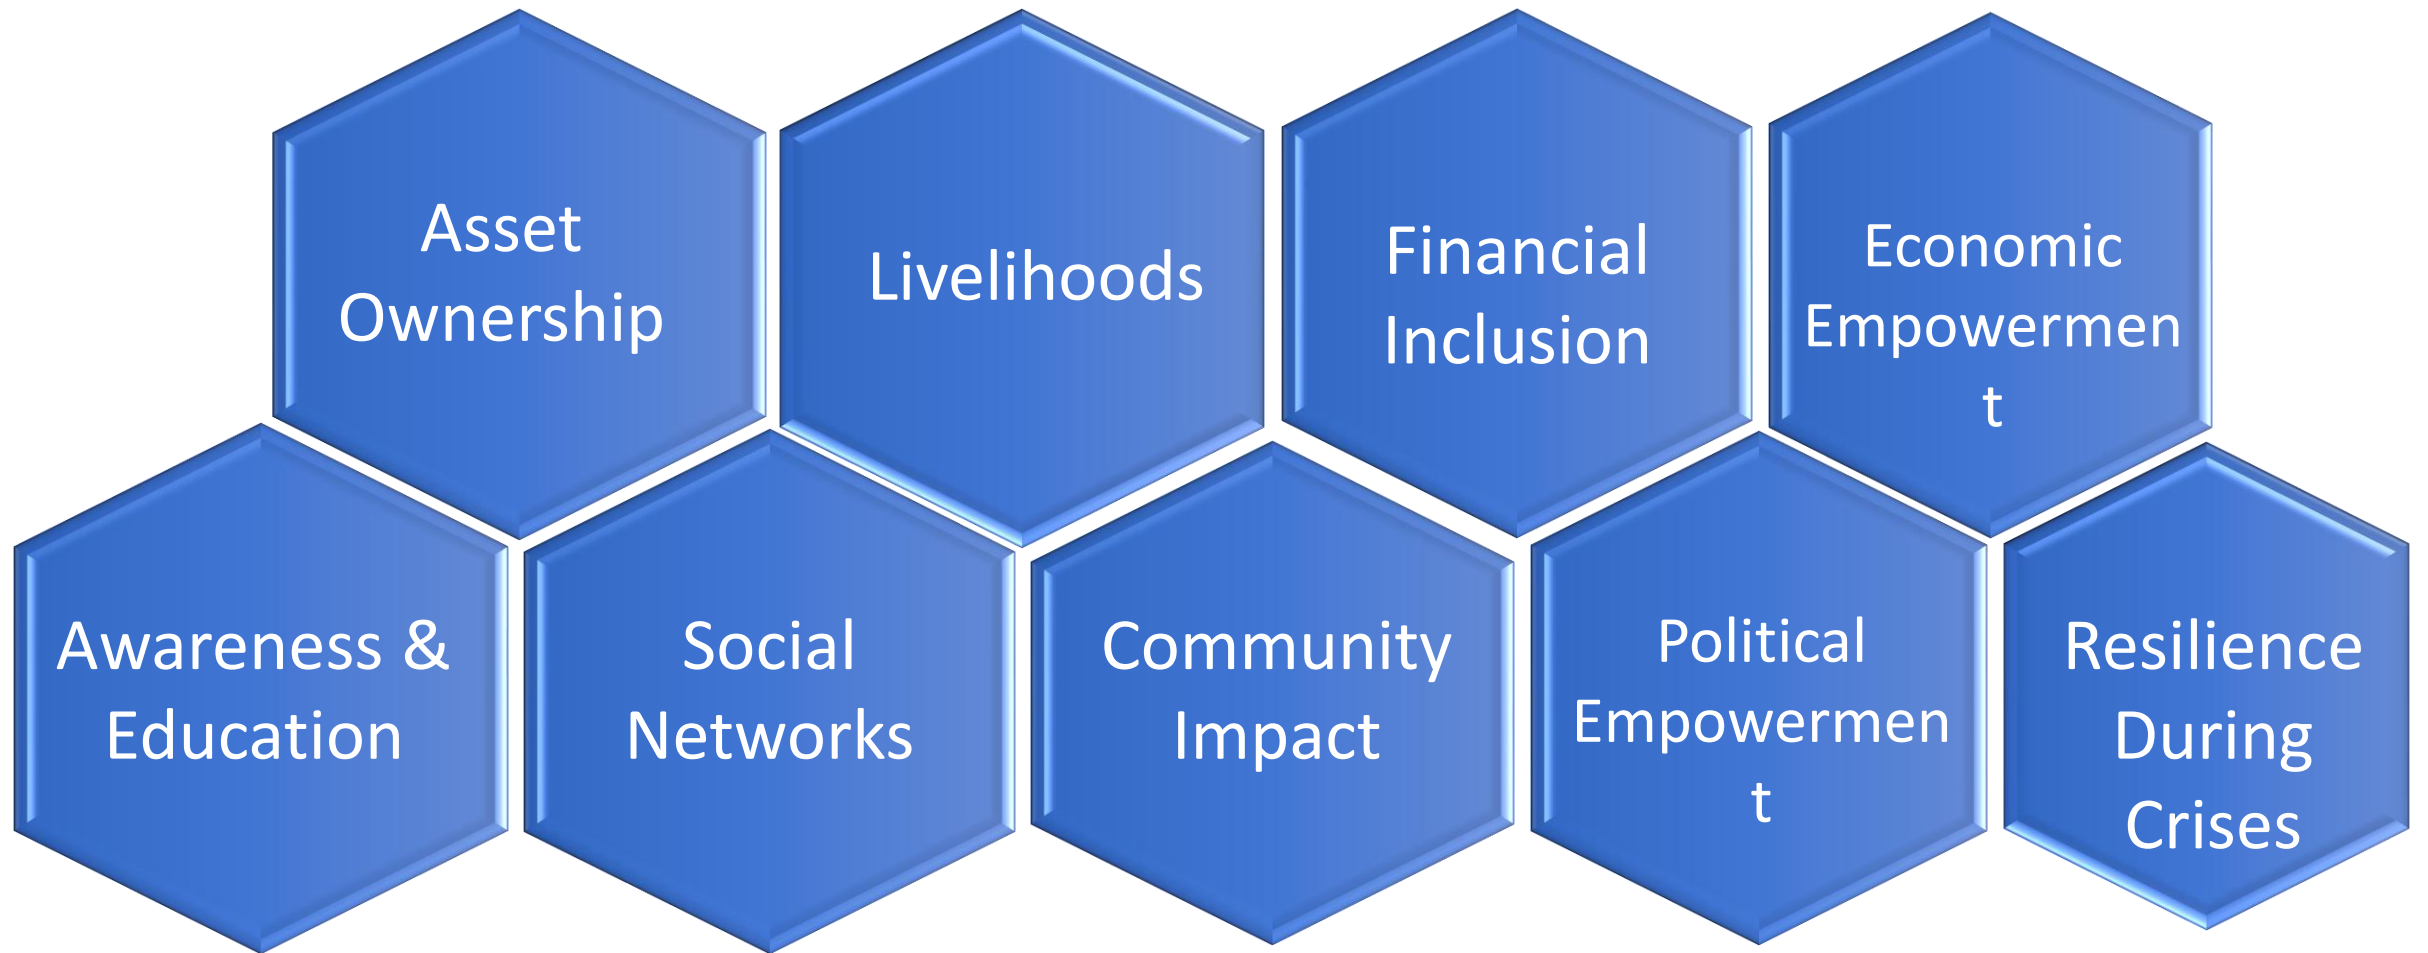 Asset
Ownership
Livelihoods
Financial
Inclusion
Economic
Empowermen
t
Awareness &
Education
Social
Networks
Community
Impact
Political
Empowermen
t
Resilience
During
Crises